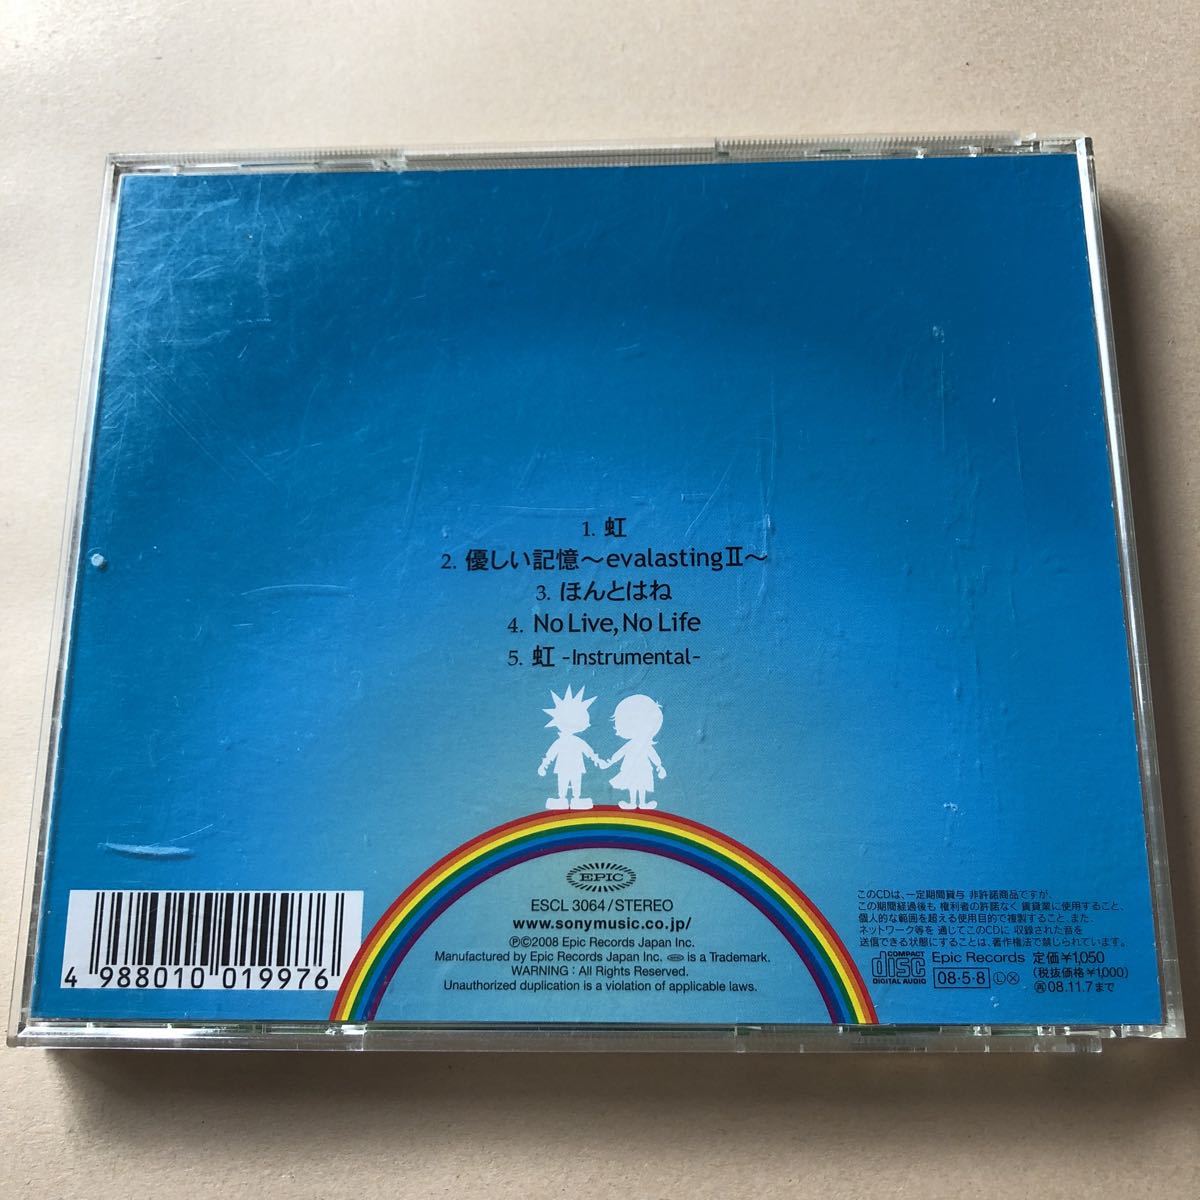 1. 虹
2. 優しい記憶〜evalastingⅡ〜
3. ほんとはね
4. No Live, No Life
5. 虹 -Instrumental-
EPIC
ESCL 3064/STEREO
www.sonymusic.co.jp/
ⓅⒸ2008 Epic Records Japan Inc.
Manufactured by Epic Records Japan Inc. EPIC is a Trademark.
WARNING : All Rights Reserved.
Unauthorized duplication is a violation of applicable laws.
4 988010 019976
このCDは、一定期間貸与 非許諾商品ですが、
この期間経過後も 権利者の許諾なく 賃貸業に使用すること、
個人的な範囲を超える使用目的で複製すること、また、
ネットワーク等を 通じてこのCDに 収録された音を
送信できる状態にすることは、著作権法で禁じられています。
COMPACT disc DIGITAL AUDIO
Epic Records 定価¥1,050
08・5・8 Ⓛ Ⓧ (税抜価格¥1,000)
再08.11.7まで